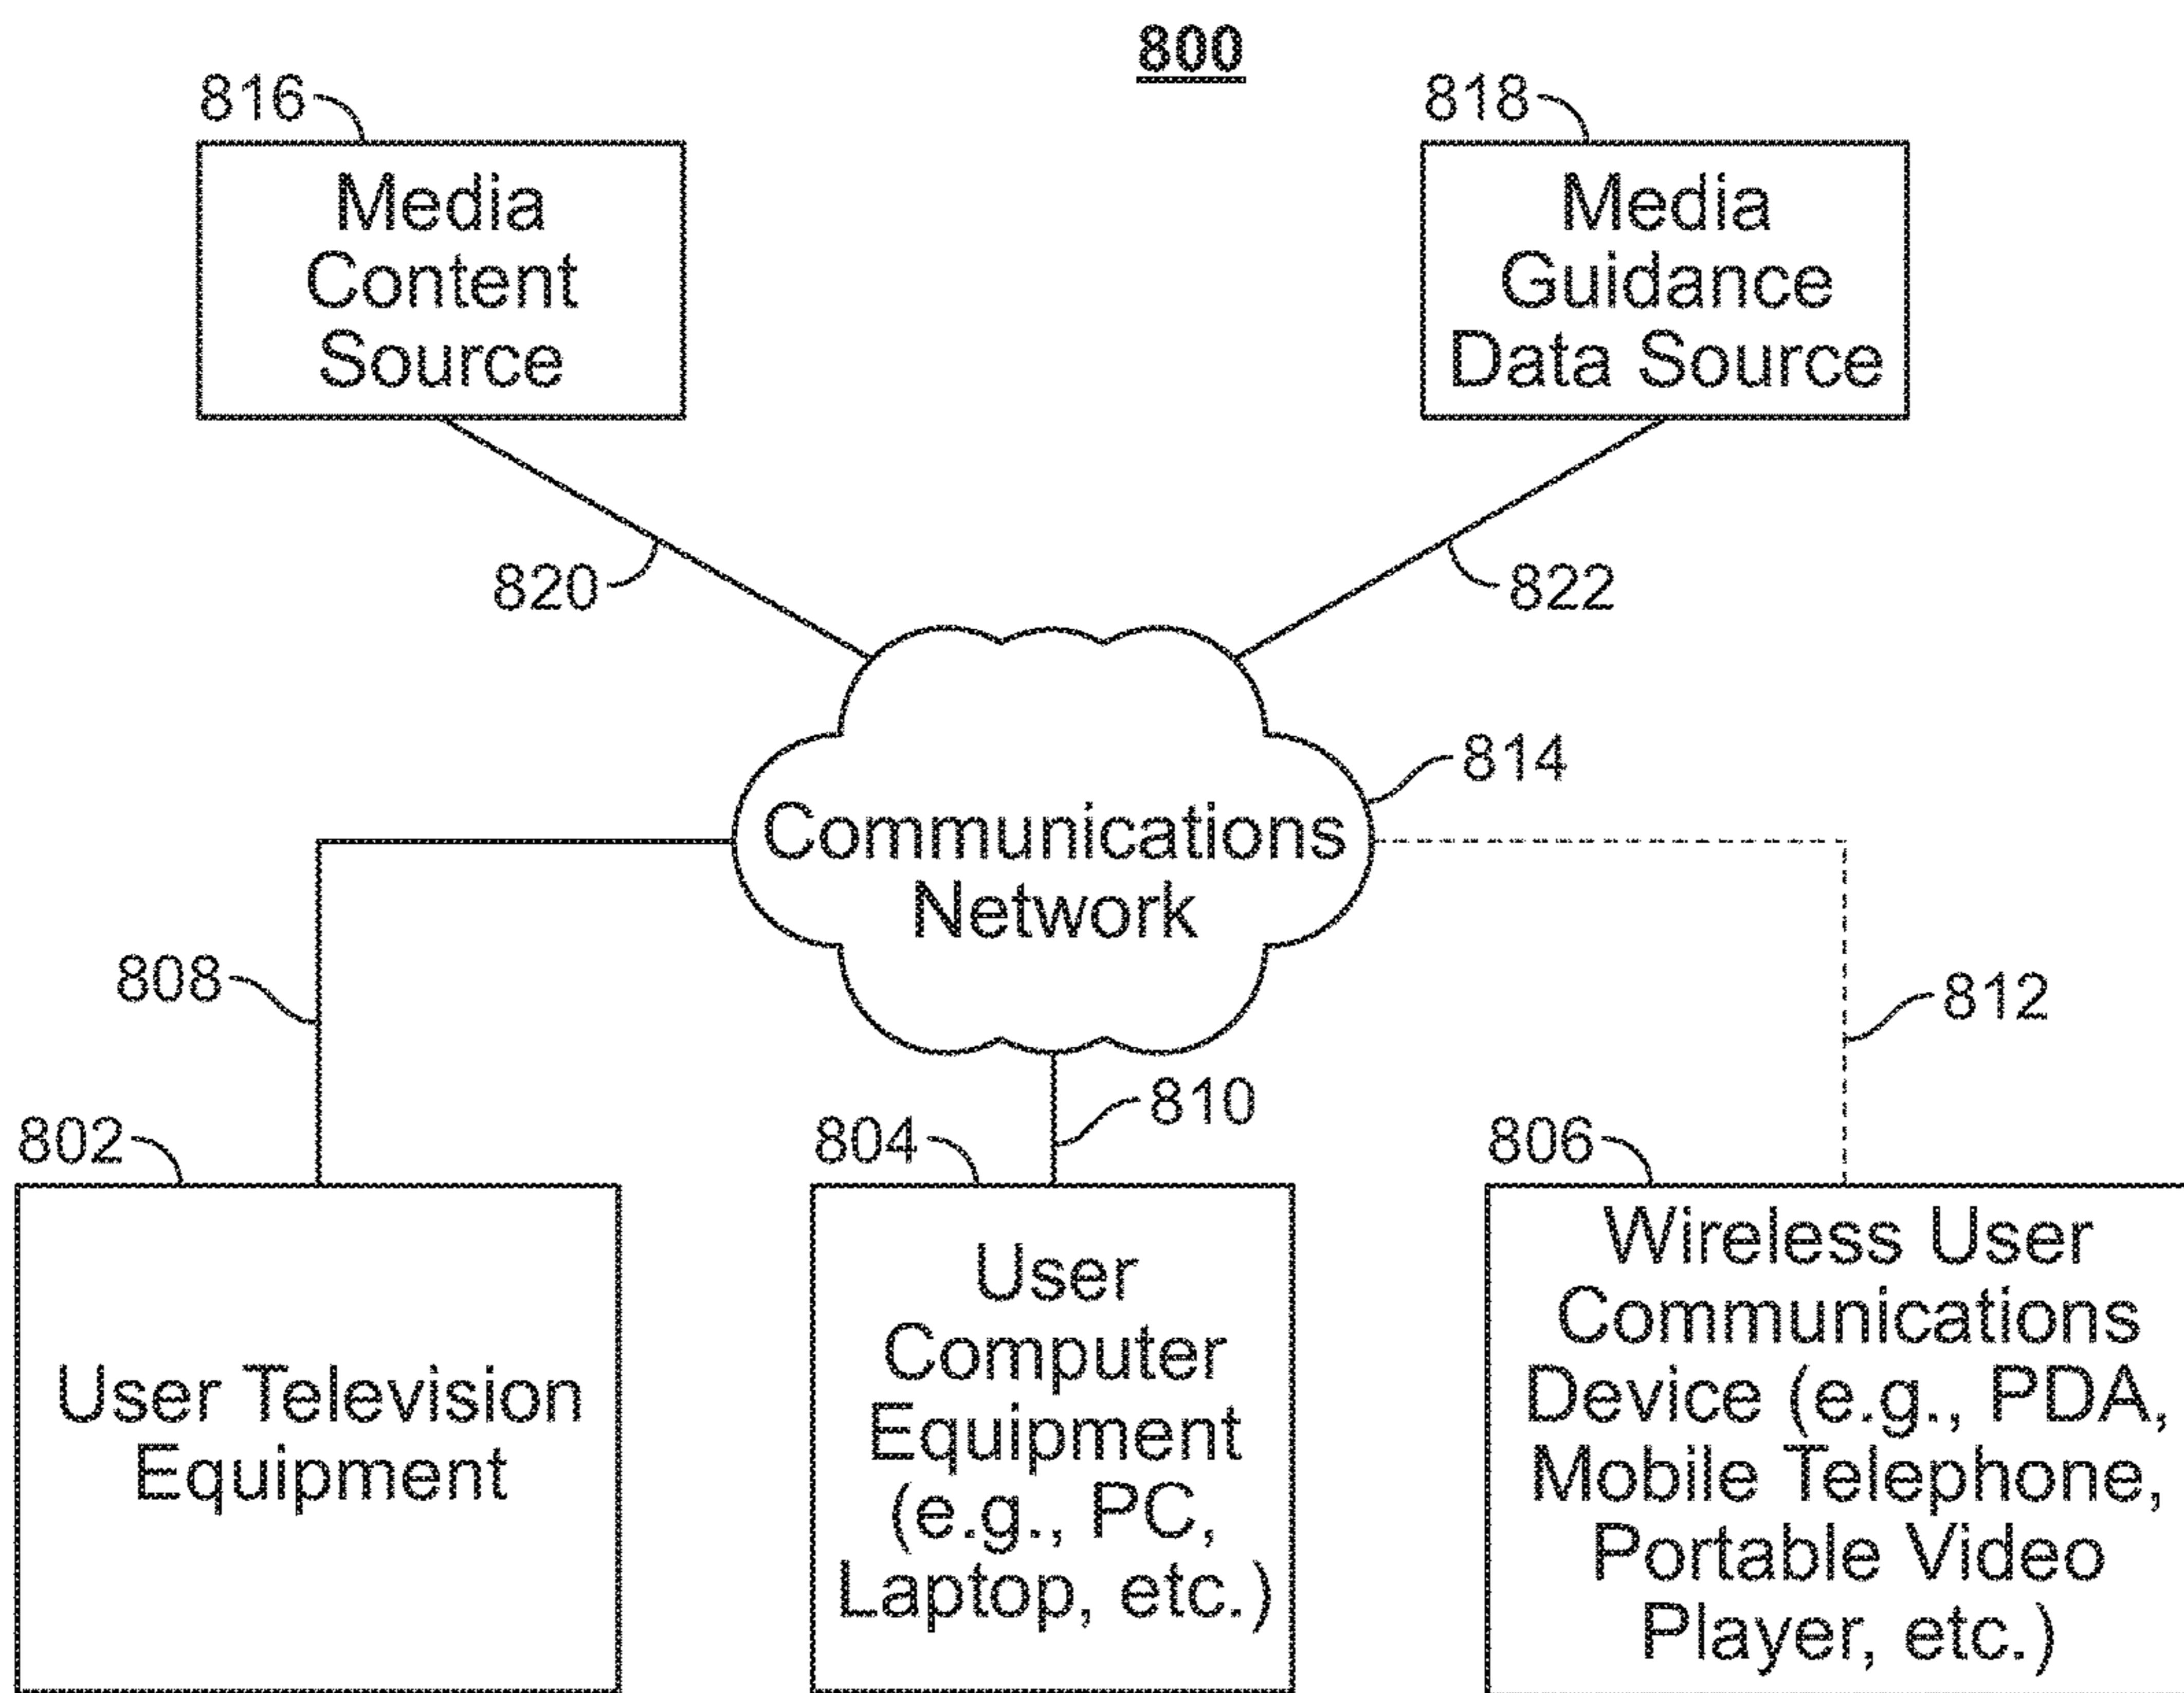 800
816
818
Media
Content
Source
Media
Guidance
Data Source
820
822
814
Communications
Network
808
812
810
802
804
806
User Television
Equipment
User
Computer
Equipment
(e.g., PC,
Laptop, etc.)
Wireless User
Communications
Device (e.g., PDA,
Mobile Telephone,
Portable Video
Player, etc.)